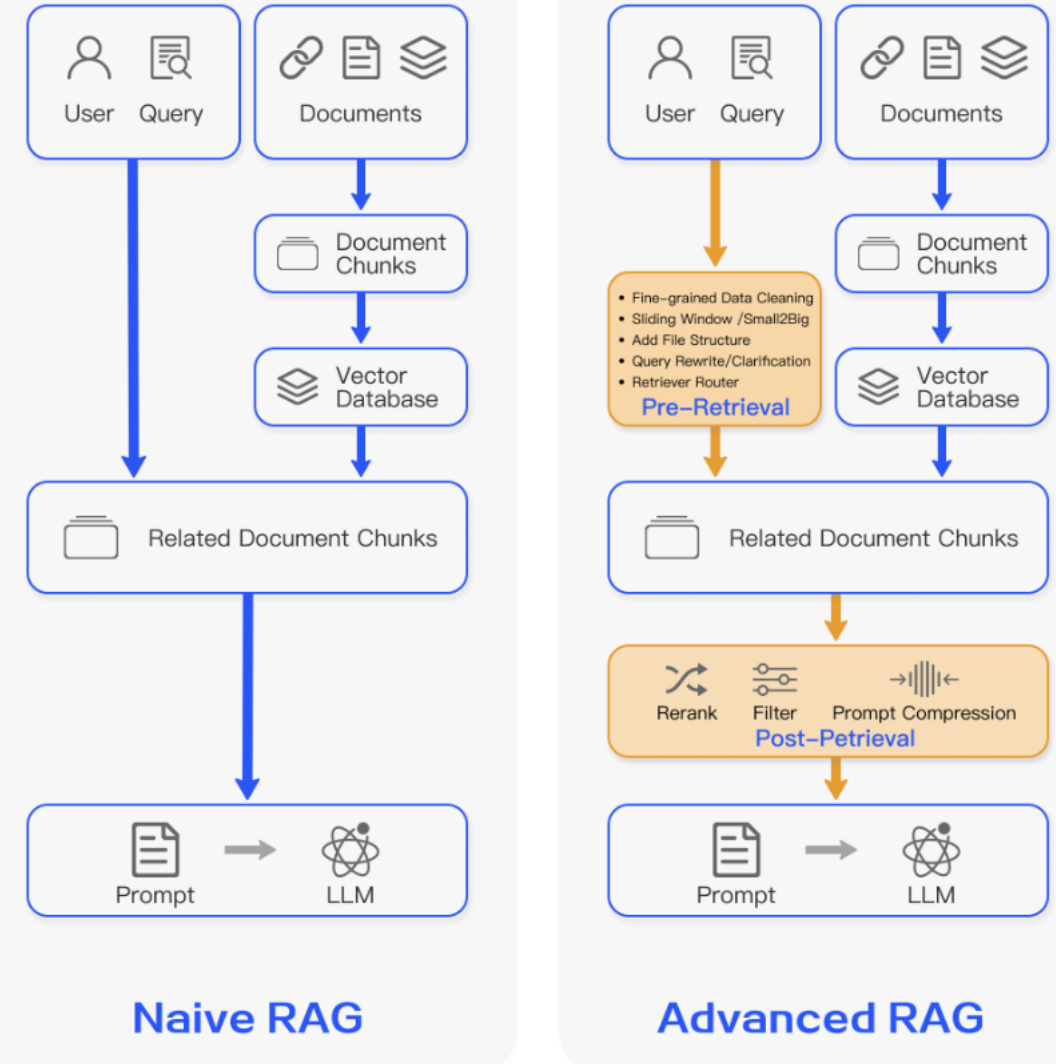 User Query
Documents
Document
Chunks
Vector
Database
Related Document Chunks
Prompt
LLM
Naive RAG
User Query
Documents
• Fine-grained Data Cleaning
• Sliding Window /Small2Big
• Add File Structure
• Query Rewrite/Clarification
• Retriever Router
Pre-Retrieval
Document
Chunks
Vector
Database
Related Document Chunks
Rerank Filter Prompt Compression
Post-Petrieval
Prompt
LLM
Advanced RAG